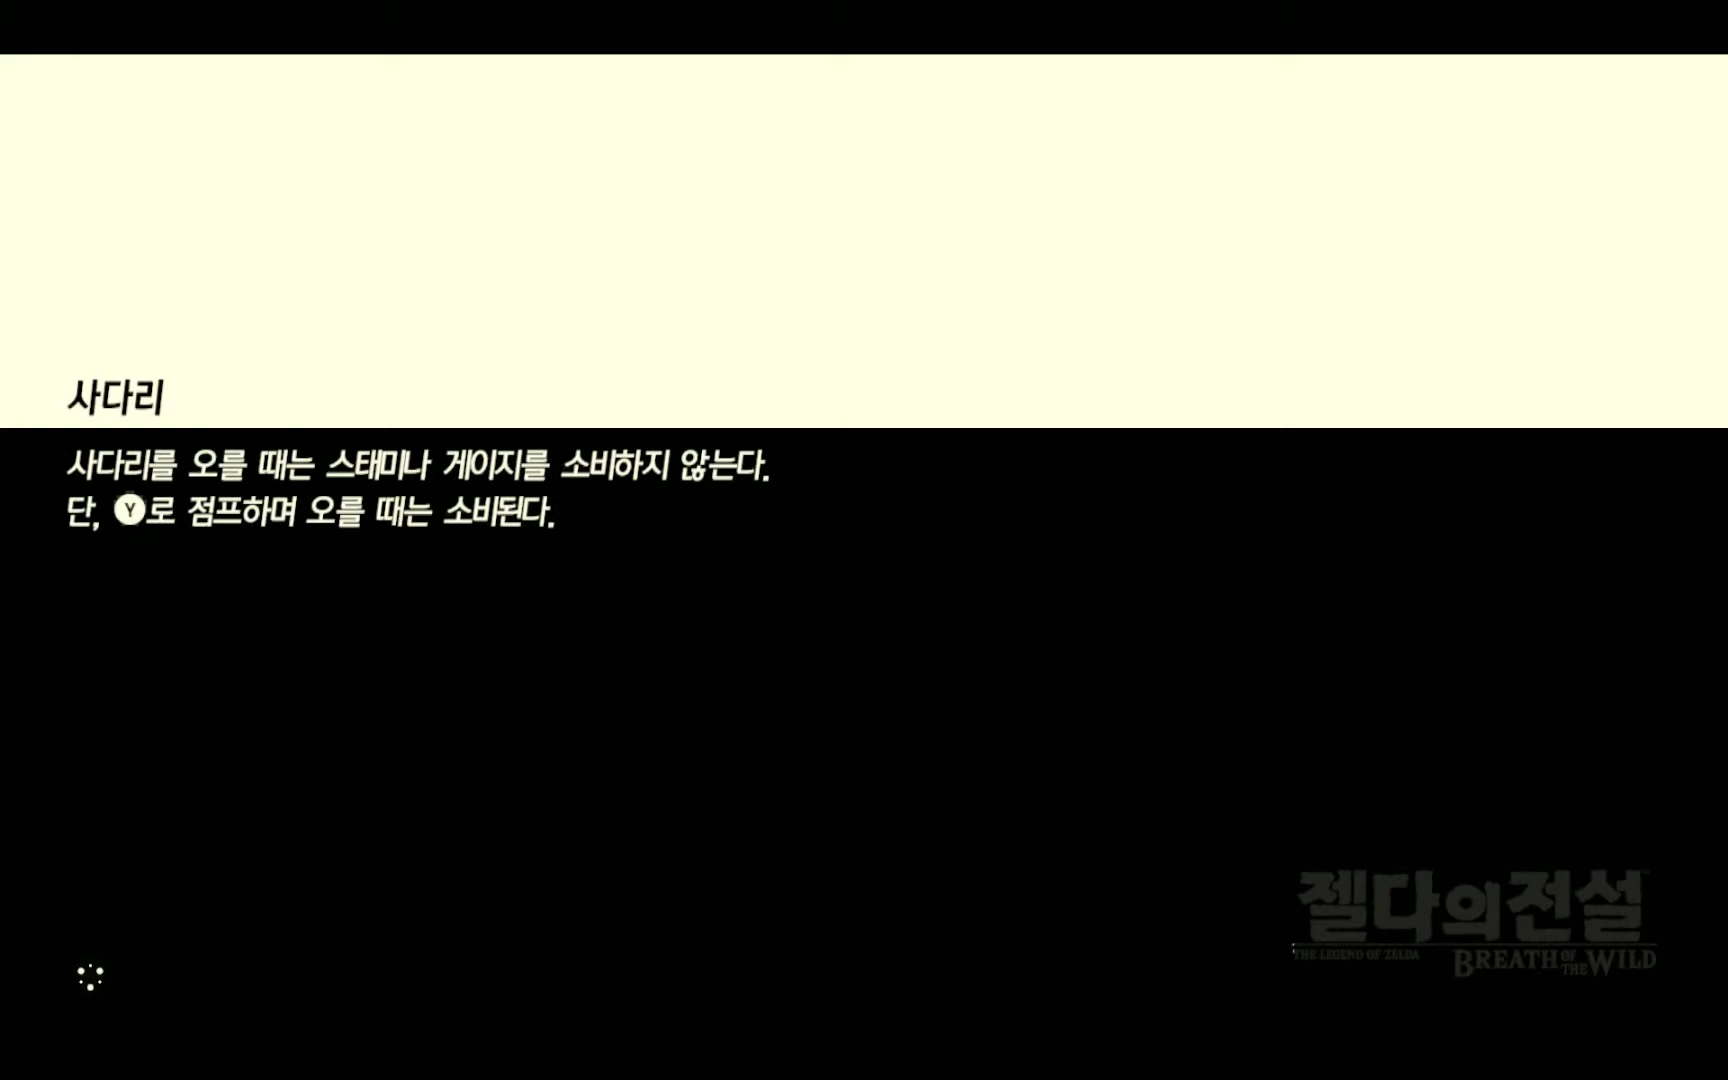 사다리
사다리를 오를 때는 스태미나 게이지를 소비하지 않는다.
단, Y로 점프하며 오를 때는 소비된다.
젤다의전설
THE LEGEND OF ZELDA
BREATH OF THE WILD